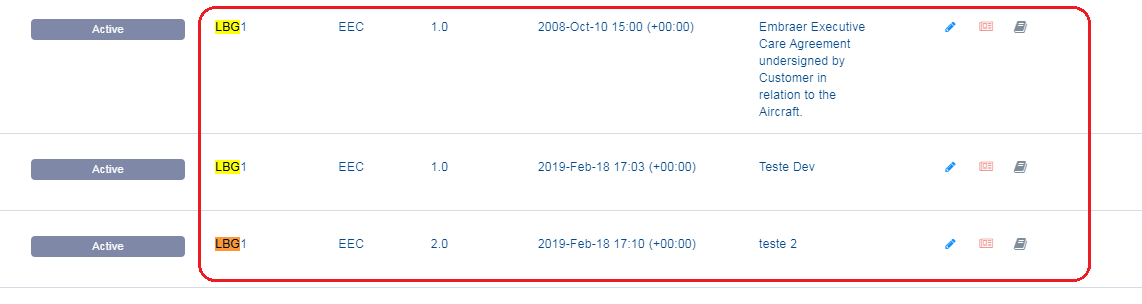 Active LBG1 EEC 1.0 2008-Oct-10 15:00 (+00:00) Embraer Executive
Care Agreement
undersigned by
Customer in
relation to the
Aircraft.
Active LBG1 EEC 1.0 2019-Feb-18 17:03 (+00:00) Teste Dev
Active LBG1 EEC 2.0 2019-Feb-18 17:10 (+00:00) teste 2